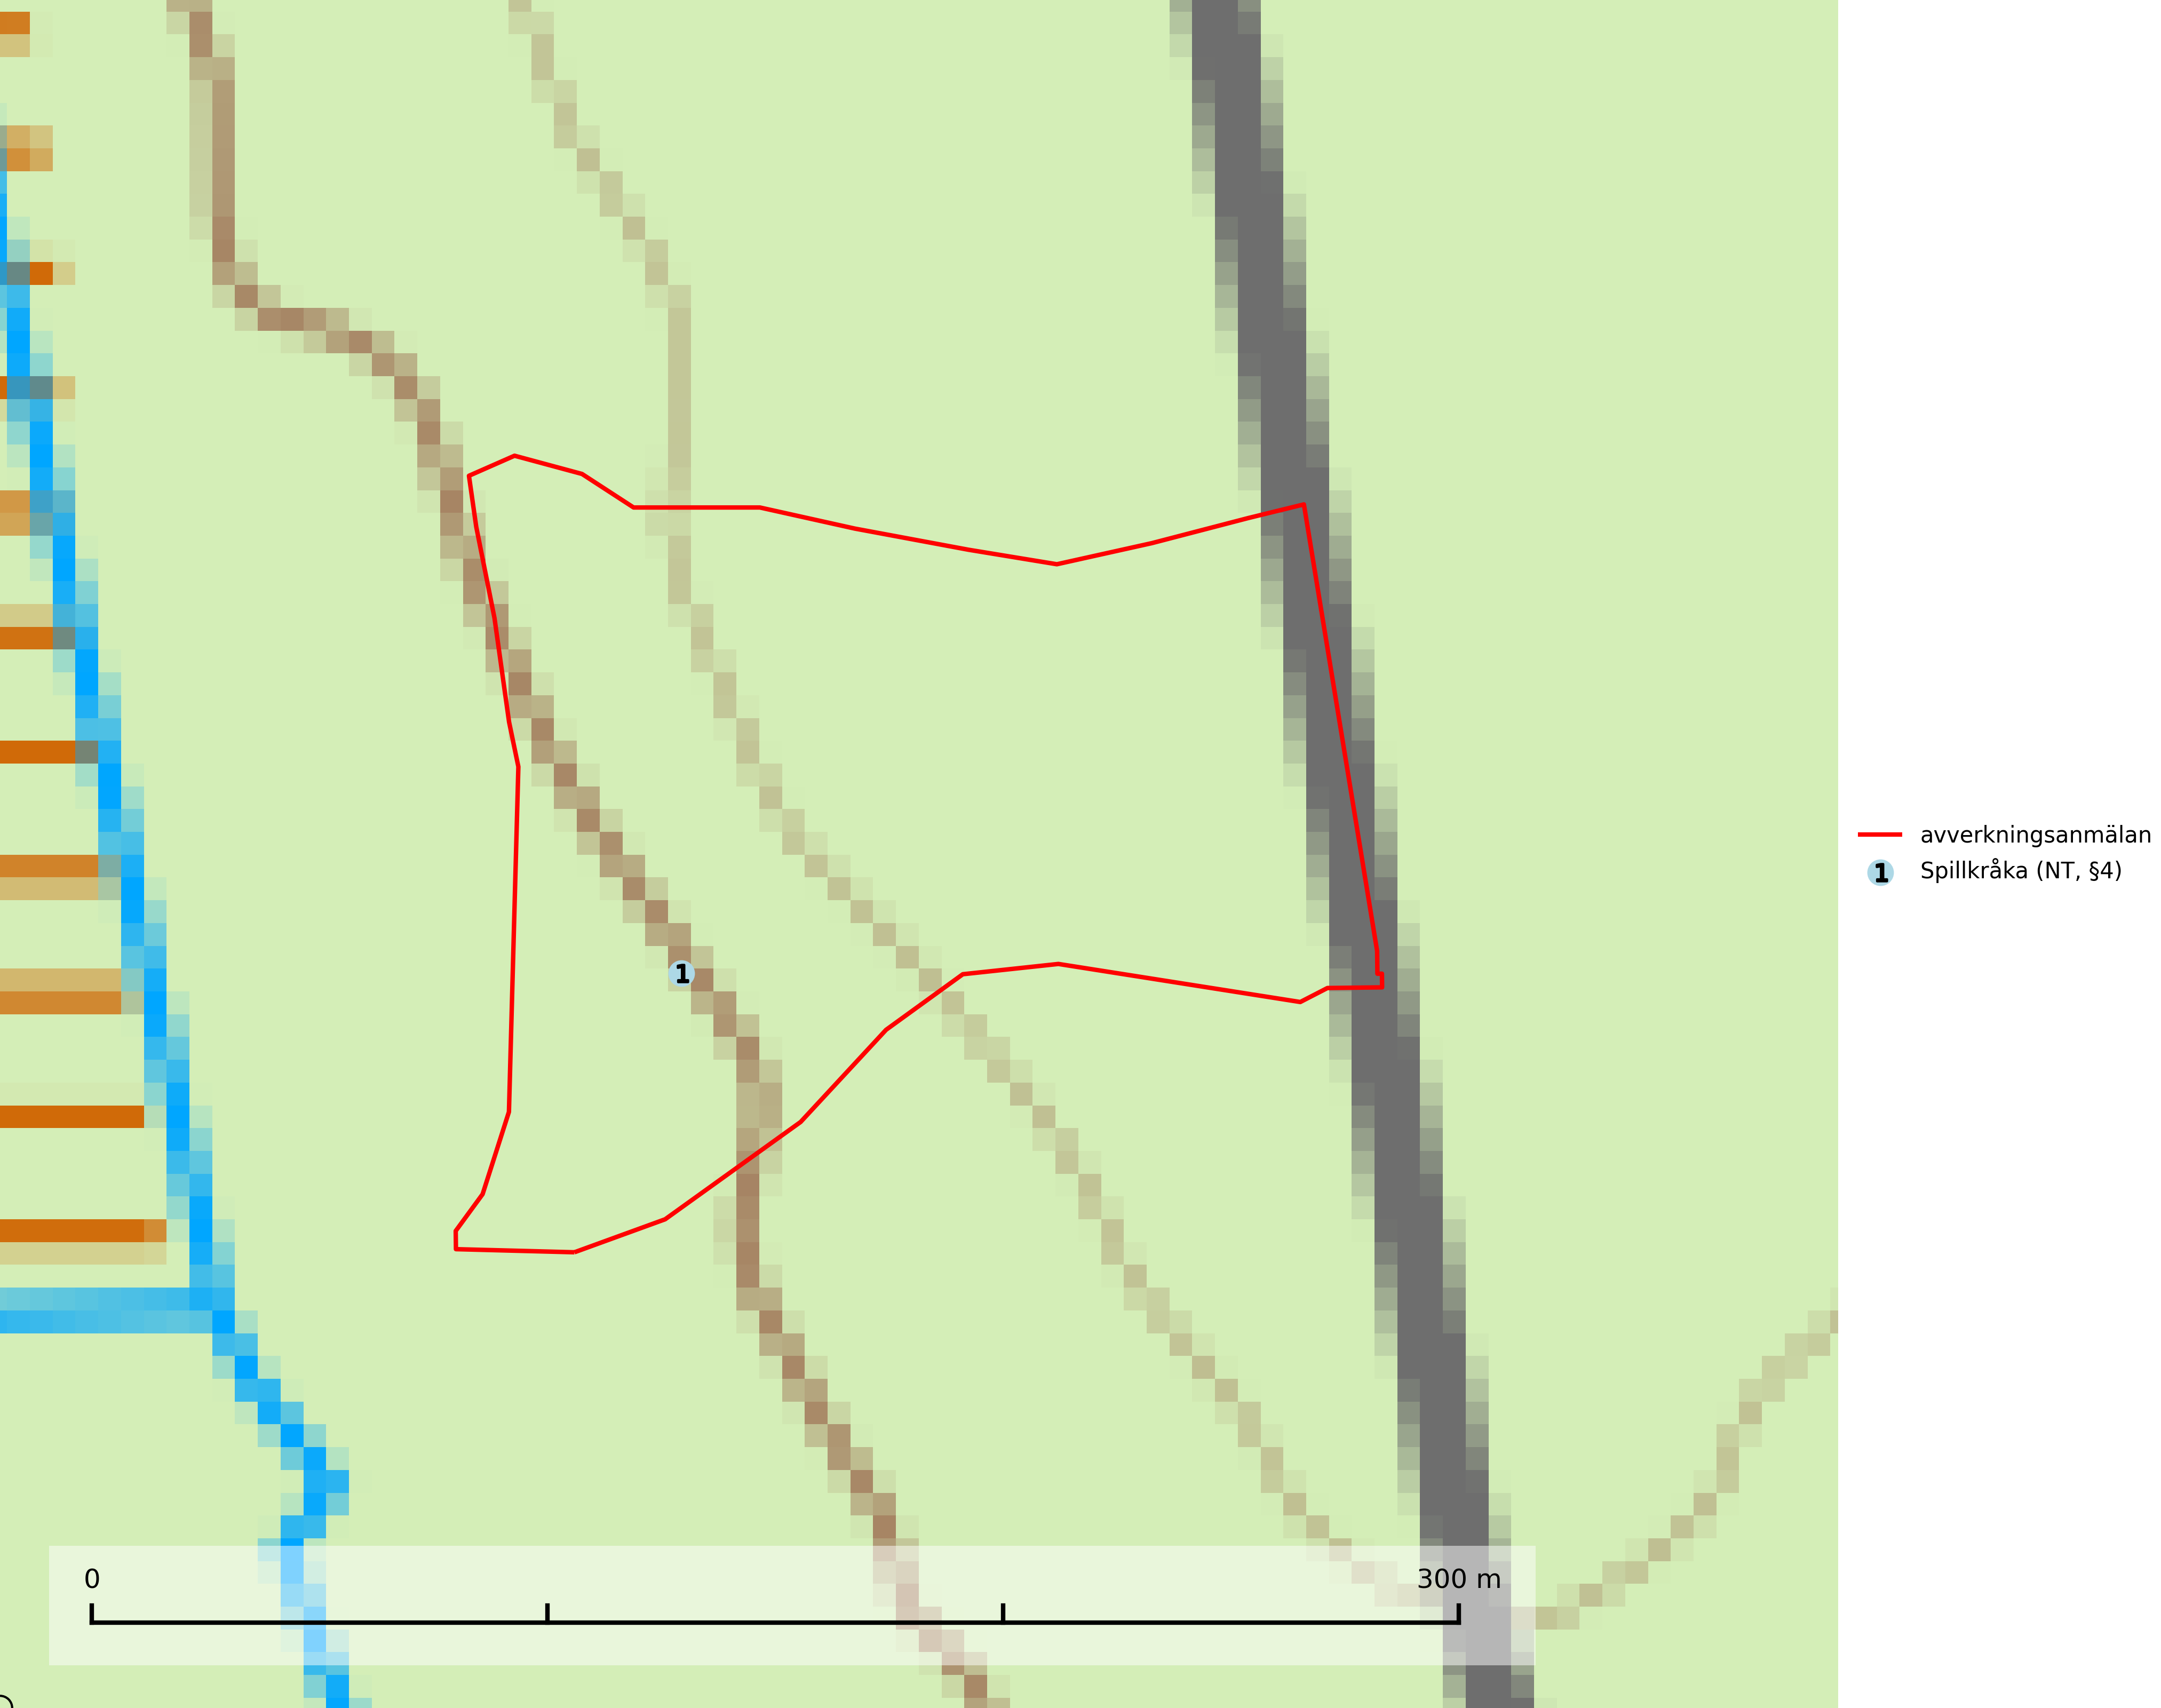 avverkningsanmälan
1 Spillkråka (NT, §4)
1
0 300 m